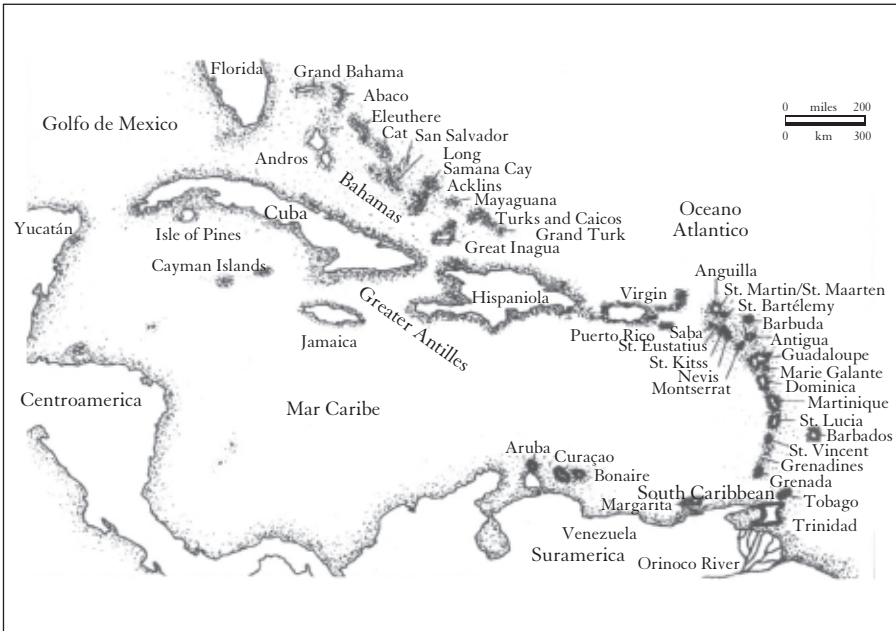 Florida
Grand Bahama
Abaco
Golfo de Mexico
Eleuthere
Cat
San Salvador
Andros
Long
Samana Cay
Bahamas
Acklins
Mayaguana
Turks and Caicos
Grand Turk
Great Inagua
0 miles 200
0 km 300
Yucatán
Cuba
Isle of Pines
Cayman Islands
Oceano
Atlantico
Hispaniola
Greater Antilles
Jamaica
Virgin
Puerto Rico
Anguilla
St. Martin/St. Maarten
St. Bartélemy
Saba
Barbuda
St. Eustatius
Antigua
St. Kitss
Guadaloupe
Nevis
Marie Galante
Montserrat
Dominica
Martinique
St. Lucia
Barbados
St. Vincent
Grenadines
Grenada
Centroamerica
Mar Caribe
Aruba
Curaçao
Bonaire
South Caribbean
Margarita
Tobago
Trinidad
Venezuela
Suramerica
Orinoco River